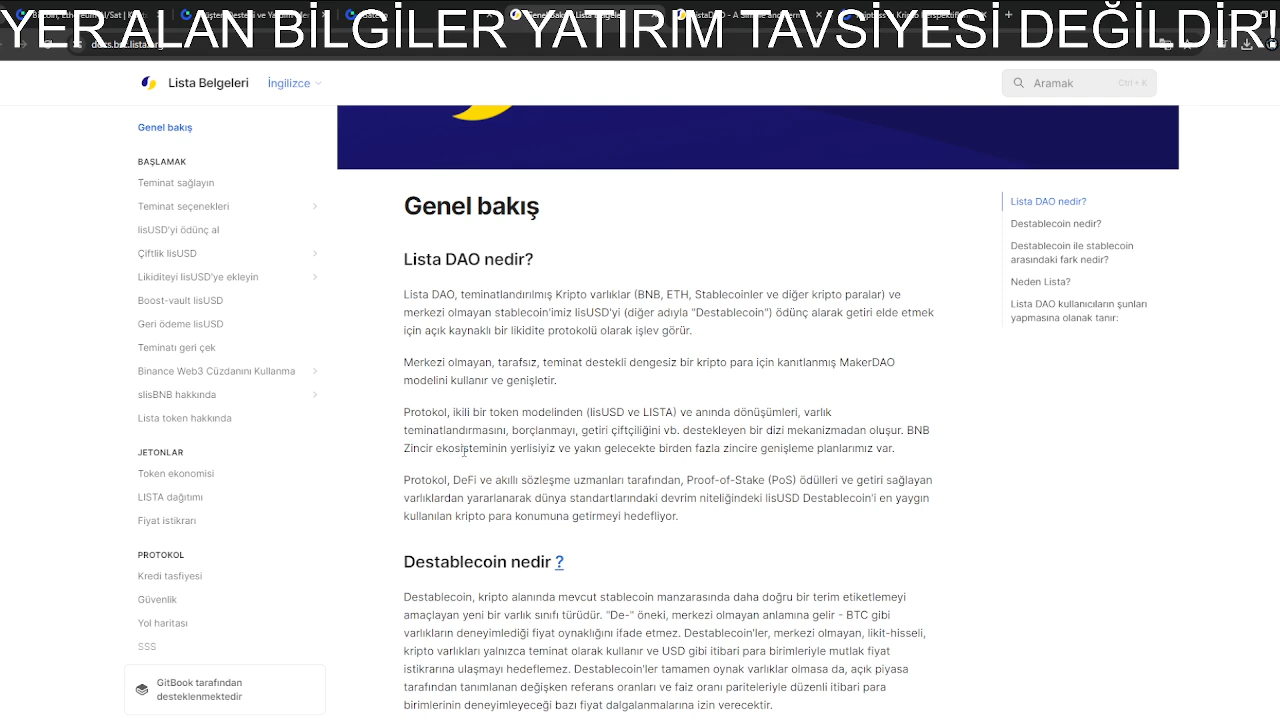 YER ALAN BİLGİLER YATIRIM TAVSİYESİ DEĞİLDİR!
docs.bsc.lista.org
Lista Belgeleri
İngilizce
Aramak
Ctrl + K
Genel bakış
BAŞLAMAK
Teminat sağlayın
Teminat seçenekleri
lisUSD'yi ödünç al
Çiftlik lisUSD
Likiditeyi lisUSD'ye ekleyin
Boost-vault lisUSD
Geri ödeme lisUSD
Teminatı geri çek
Binance Web3 Cüzdanını Kullanma
slisBNB hakkında
Lista token hakkında
JETONLAR
Token ekonomisi
LISTA dağıtımı
Fiyat istikrarı
PROTOKOL
Kredi tasfiyesi
Güvenlik
Yol haritası
SSS
GitBook tarafından
desteklenmektedir
Genel bakış
Lista DAO nedir?
Lista DAO, teminatlandırılmış Kripto varlıklar (BNB, ETH, Stablecoinler ve diğer kripto paralar) ve
merkezi olmayan stablecoin'imiz lisUSD'yi (diğer adıyla "Destablecoin") ödünç alarak getiri elde etmek
için açık kaynaklı bir likidite protokolü olarak işlev görür.
Merkezi olmayan, tarafsız, teminat destekli dengesiz bir kripto para için kanıtlanmış MakerDAO
modelini kullanır ve genişletir.
Protokol, ikili bir token modelinden (lisUSD ve LISTA) ve anında dönüşümleri, varlık
teminatlandırmasını, borçlanmayı, getiri çiftçiliğini vb. destekleyen bir dizi mekanizmadan oluşur. BNB
Zincir ekosisteminin yerlisiyiz ve yakın gelecekte birden fazla zincire genişleme planlarımız var.
Protokol, DeFi ve akıllı sözleşme uzmanları tarafından, Proof-of-Stake (PoS) ödülleri ve getiri sağlayan
varlıklardan yararlanarak dünya standartlarındaki devrim niteliğindeki lisUSD Destablecoin'i en yaygın
kullanılan kripto para konumuna getirmeyi hedefliyor.
Destablecoin nedir ?
Destablecoin, kripto alanında mevcut stablecoin manzarasında daha doğru bir terim etiketlemeyi
amaçlayan yeni bir varlık sınıfı türüdür. "De-" öneki, merkezi olmayan anlamına gelir - BTC gibi
varlıkların deneyimlediği fiyat oynaklığını ifade etmez. Destablecoin'ler, merkezi olmayan, likit-hisseli,
kripto varlıkları yalnızca teminat olarak kullanır ve USD gibi itibari para birimleriyle mutlak fiyat
istikrarına ulaşmayı hedeflemez. Destablecoin'ler tamamen oynak varlıklar olmasa da, açık piyasa
tarafından tanımlanan değişken referans oranları ve faiz oranı pariteleriyle düzenli itibari para
birimlerinin deneyimleyeceği bazı fiyat dalgalanmalarına izin verecektir.
Lista DAO nedir?
Destablecoin nedir?
Destablecoin ile stablecoin
arasındaki fark nedir?
Neden Lista?
Lista DAO kullanıcıların şunları
yapmasına olanak tanır: